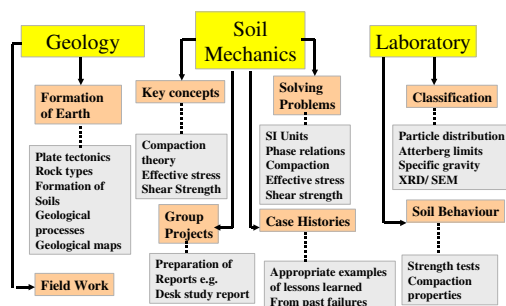 Geology
Formation
of Earth
Plate tectonics
Rock types
Formation of
Soils
Geological
processes
Geological maps
Field Work
Soil
Mechanics
Key concepts
Compaction
theory
Effective stress
Shear Strength
Group
Projects
Preparation of
Reports e.g.
Desk study report
Solving
Problems
SI Units
Phase relations
Compaction
Effective stress
Shear strength
Case Histories
Appropriate examples
of lessons learned
From past failures
Laboratory
Classification
Particle distribution
Atterberg limits
Specific gravity
XRD/ SEM
Soil Behaviour
Strength tests
Compaction
properties